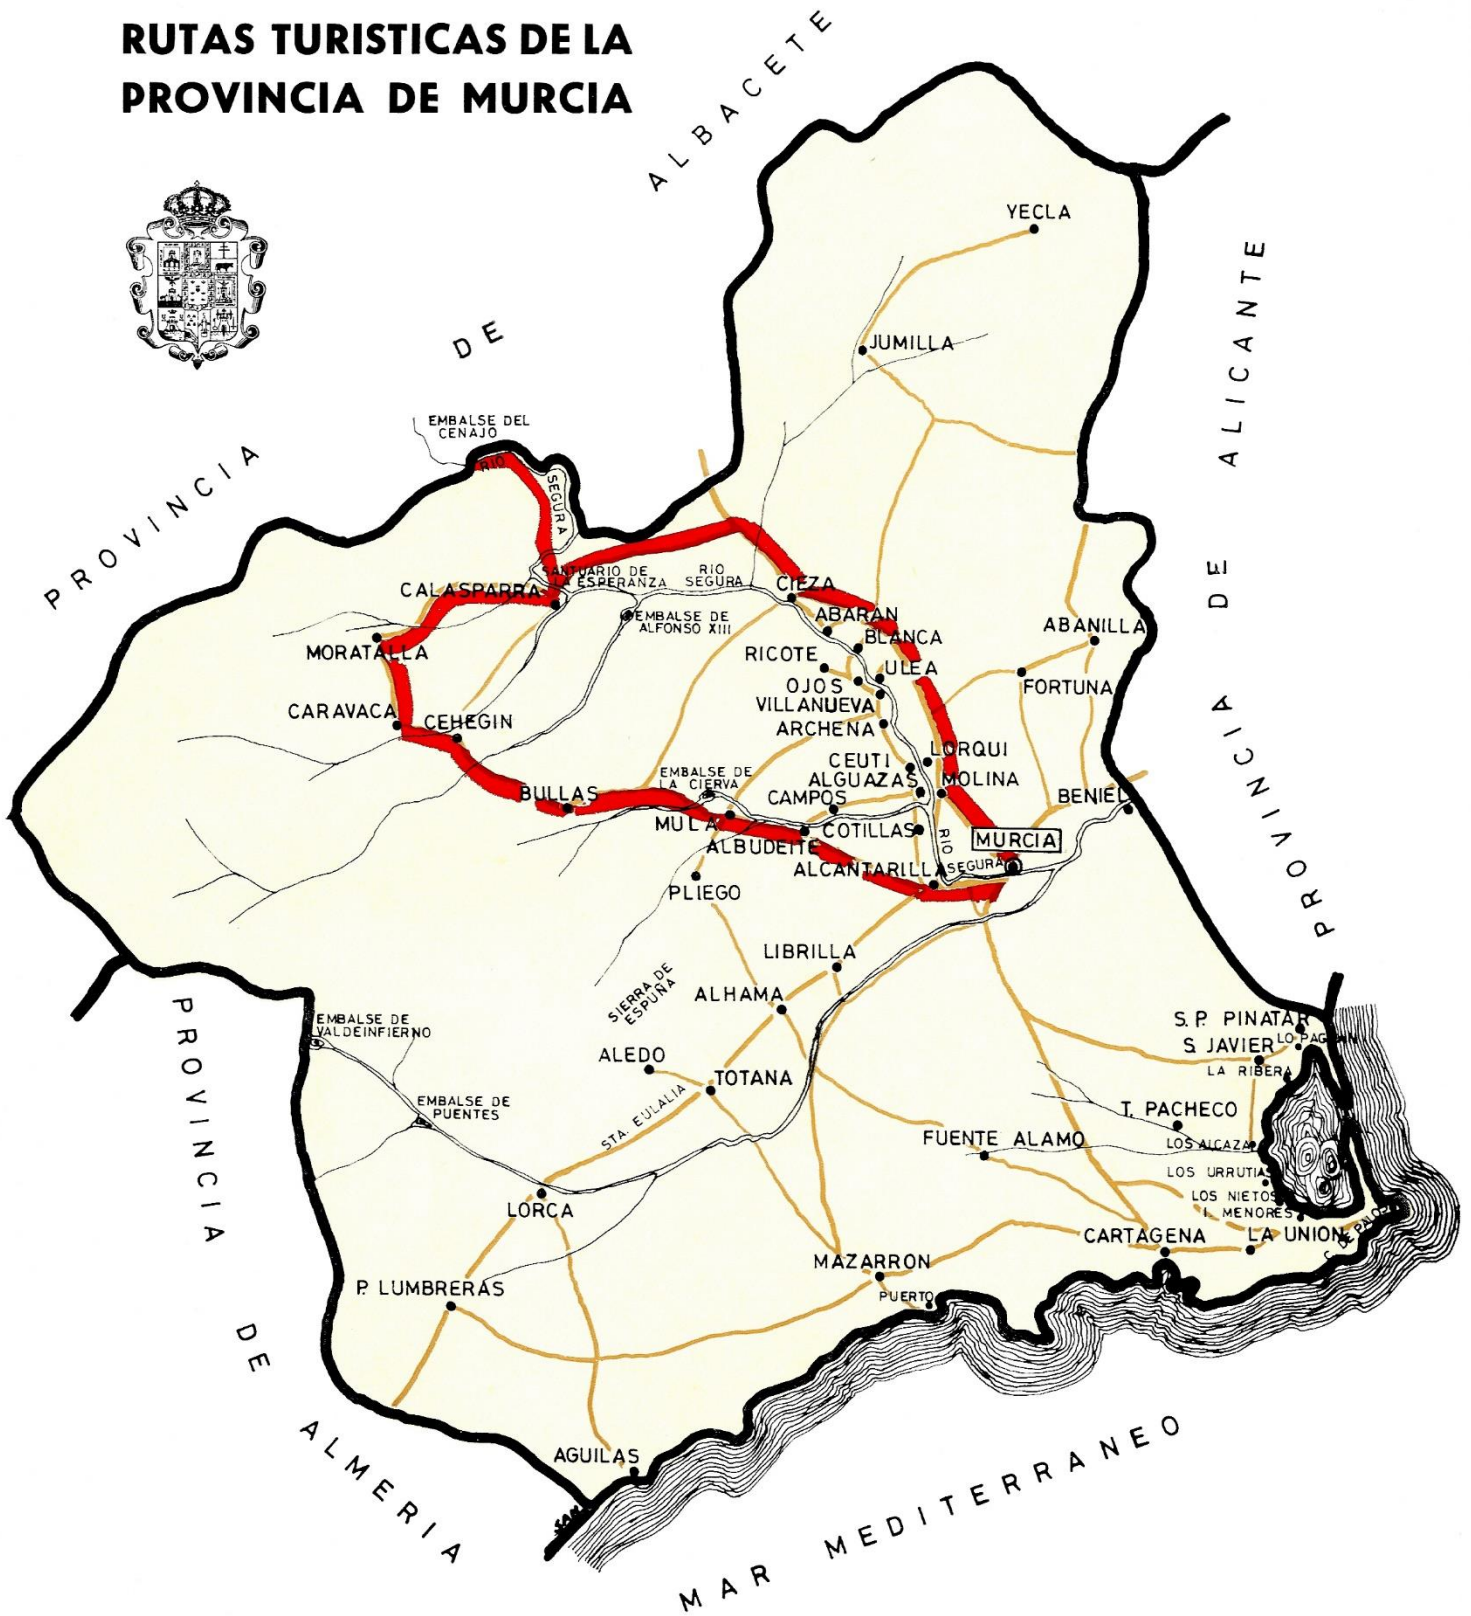 RUTAS TURISTICAS DE LA
PROVINCIA DE MURCIA
PROVINCIA
DE
ALBACETE
PROVINCIA
DE
ALICANTE
YECLA
JUMILLA
EMBALSE DEL
CENAJO
RIO
SEGURA
SANTUARIO DE
LA ESPERANZA
RIO
SEGURA
CIEZA
CALASPARRA
EMBALSE DE
ALFONSO XIII
ABARAN
BLANCA
ABANILLA
MORATALLA
RICOTE
ULEA
OJOS
FORTUNA
VILLANUEVA
CARAVACA
CEHEGIN
ARCHENA
LORQUI
CEUTI
EMBALSE DE
LA CIERVA
ALGUAZAS
MOLINA
BULLAS
CAMPOS
BENIEL
MULA
COTILLAS
RIO
SEGURA
MURCIA
ALBUDEITE
ALCANTARILLA
PLIEGO
LIBRILLA
SIERRA DE
ESPUÑA
ALHAMA
EMBALSE DE
VALDEINFIERNO
S. P. PINATAR
LO PAGAN
S. JAVIER
LA RIBERA
ALEDO
TOTANA
EMBALSE DE
PUENTES
STA. EULALIA
T. PACHECO
FUENTE ALAMO
LOS ALCAZA
LOS URRUTIAS
LOS NIETOS
I. MENORES
LORCA
CARTAGENA
LA UNION
C. DE PALOS
MAZARRON
PUERTO
P. LUMBRERAS
AGUILAS
PROVINCIA
DE
ALMERIA
MAR MEDITERRANEO